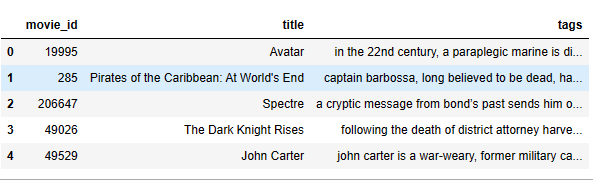 movie_id title tags
0 19995 Avatar in the 22nd century, a paraplegic marine is di...
1 285 Pirates of the Caribbean: At World's End captain barbossa, long believed to be dead, ha...
2 206647 Spectre a cryptic message from bond’s past sends him o...
3 49026 The Dark Knight Rises following the death of district attorney harve...
4 49529 John Carter john carter is a war-weary, former military ca...